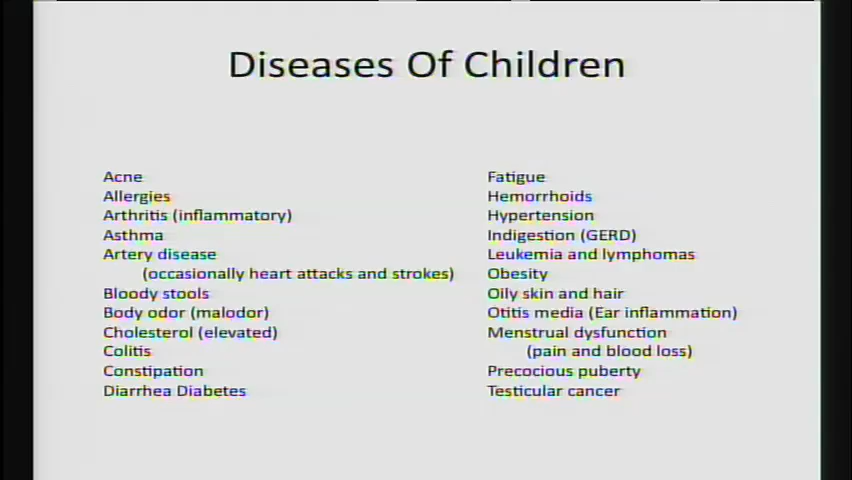 Diseases Of Children
Acne
Allergies
Arthritis (inflammatory)
Asthma
Artery disease
(occasionally heart attacks and strokes)
Bloody stools
Body odor (malodor)
Cholesterol (elevated)
Colitis
Constipation
Diarrhea Diabetes
Fatigue
Hemorrhoids
Hypertension
Indigestion (GERD)
Leukemia and lymphomas
Obesity
Oily skin and hair
Otitis media (Ear inflammation)
Menstrual dysfunction
(pain and blood loss)
Precocious puberty
Testicular cancer